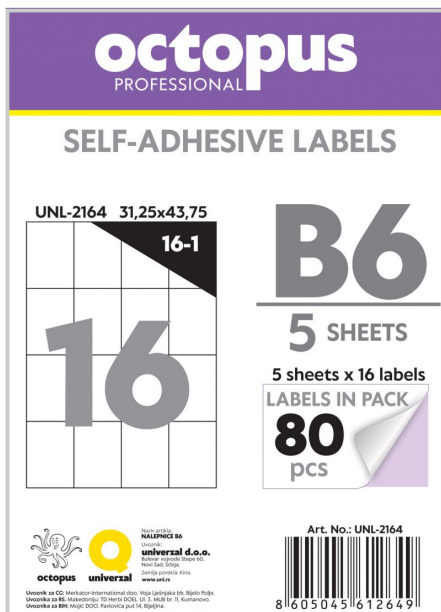 octopus
PROFESSIONAL
SELF-ADHESIVE LABELS
UNL-2164 31,25x43,75
16-1
16
B6
5 SHEETS
5 sheets x 16 labels
LABELS IN PACK
80
pcs
Naziv artikla:
NALEPNICE B6
Uvoznik:
univerzal d.o.o.
Bulevar vojvode Stepe 60,
Novi Sad, Srbija.
Zemlja porekla: Kina.
www.uni.rs
octopus
univerzal
Uvoznik za CG: Merkator-international doo. Voja Lješnjaka bb, Bijelo Polje.
Uvoznik za RS. Makedoniju: TD Herbi DOEL Ul. 3. MUB br. 11, Kumanovo.
Uvoznik za BIH: Mojić DOO. Pavlovića put 14, Bijeljina.
Art. No.: UNL-2164
8 605045 612649